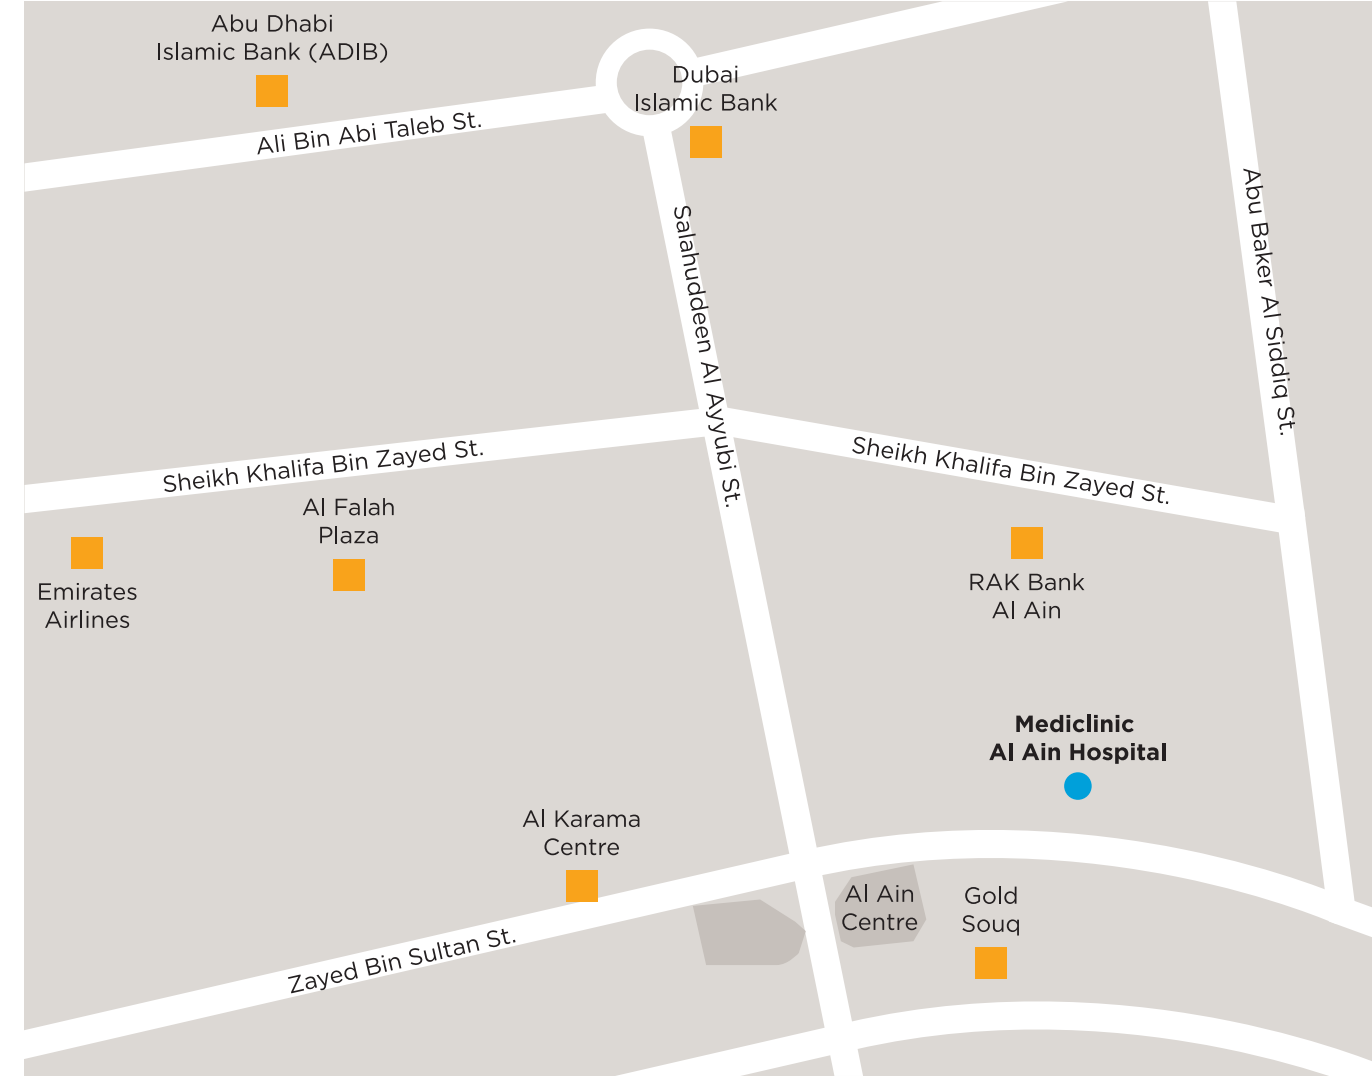 Abu Dhabi
Islamic Bank (ADIB)
Dubai
Islamic Bank
Ali Bin Abi Taleb St.
Salahuddeen Al Ayyubi St.
Abu Baker Al Siddiq St.
Sheikh Khalifa Bin Zayed St.
Sheikh Khalifa Bin Zayed St.
Al Falah
Plaza
Emirates
Airlines
RAK Bank
Al Ain
Mediclinic
Al Ain Hospital
Al Karama
Centre
Al Ain
Centre
Gold
Souq
Zayed Bin Sultan St.